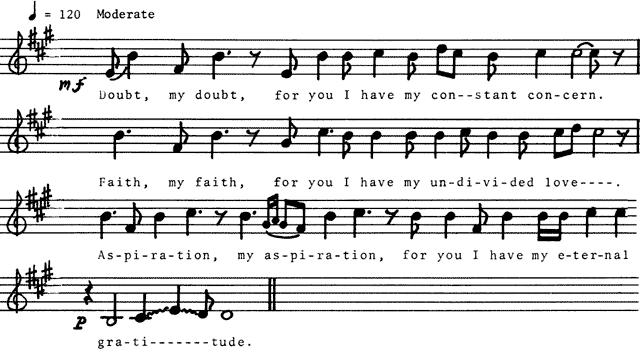 ♩ = 120 Moderate
mf
Doubt, my doubt, for you I have my con--stant con-cern.
Faith, my faith, for you I have my un-di-vi-ded love----.
As-pi-ra-tion, my as-pi-ra-tion, for you I have my e-ter-nal
p
gra-ti-------tude.